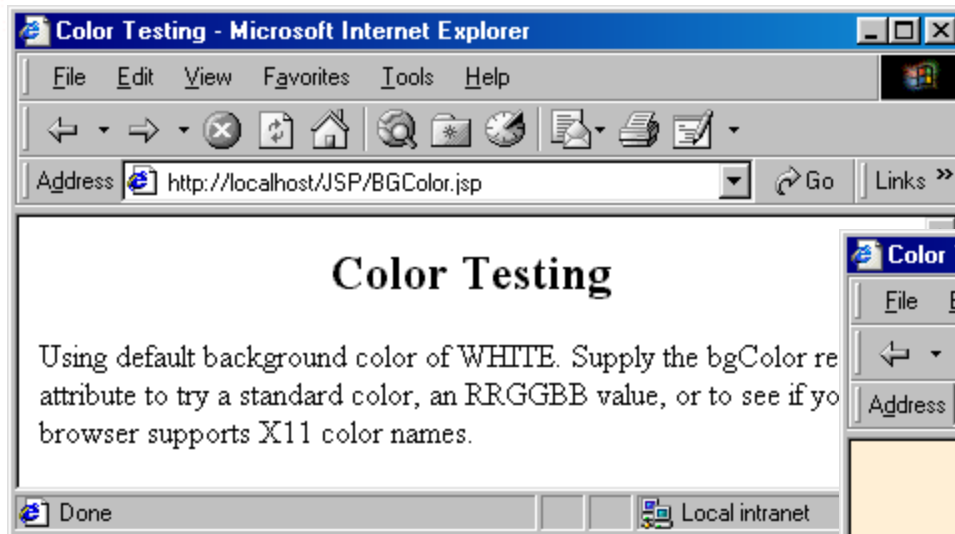 Color Testing - Microsoft Internet Explorer
File Edit View Favorites Tools Help
Address http://localhost/JSP/BGColor.jsp Go Links »
Color Testing
Using default background color of WHITE. Supply the bgColor re
attribute to try a standard color, an RRGGBB value, or to see if yo
browser supports X11 color names.
Done Local intranet
Color
File E
Address